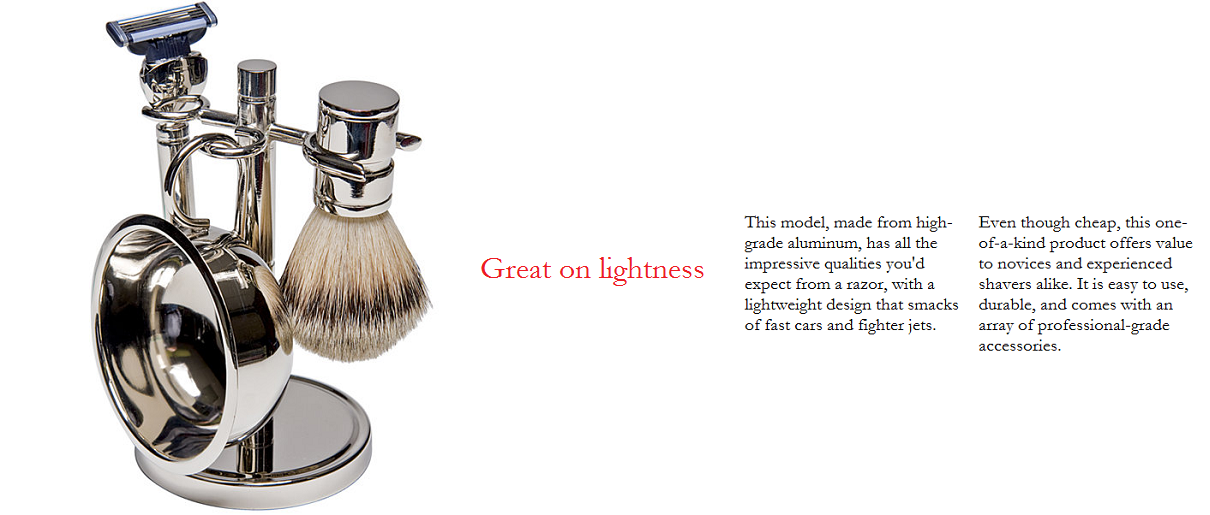 Great on lightness
This model, made from high-
grade aluminum, has all the
impressive qualities you'd
expect from a razor, with a
lightweight design that smacks
of fast cars and fighter jets.
Even though cheap, this one-
of-a-kind product offers value
to novices and experienced
shavers alike. It is easy to use,
durable, and comes with an
array of professional-grade
accessories.